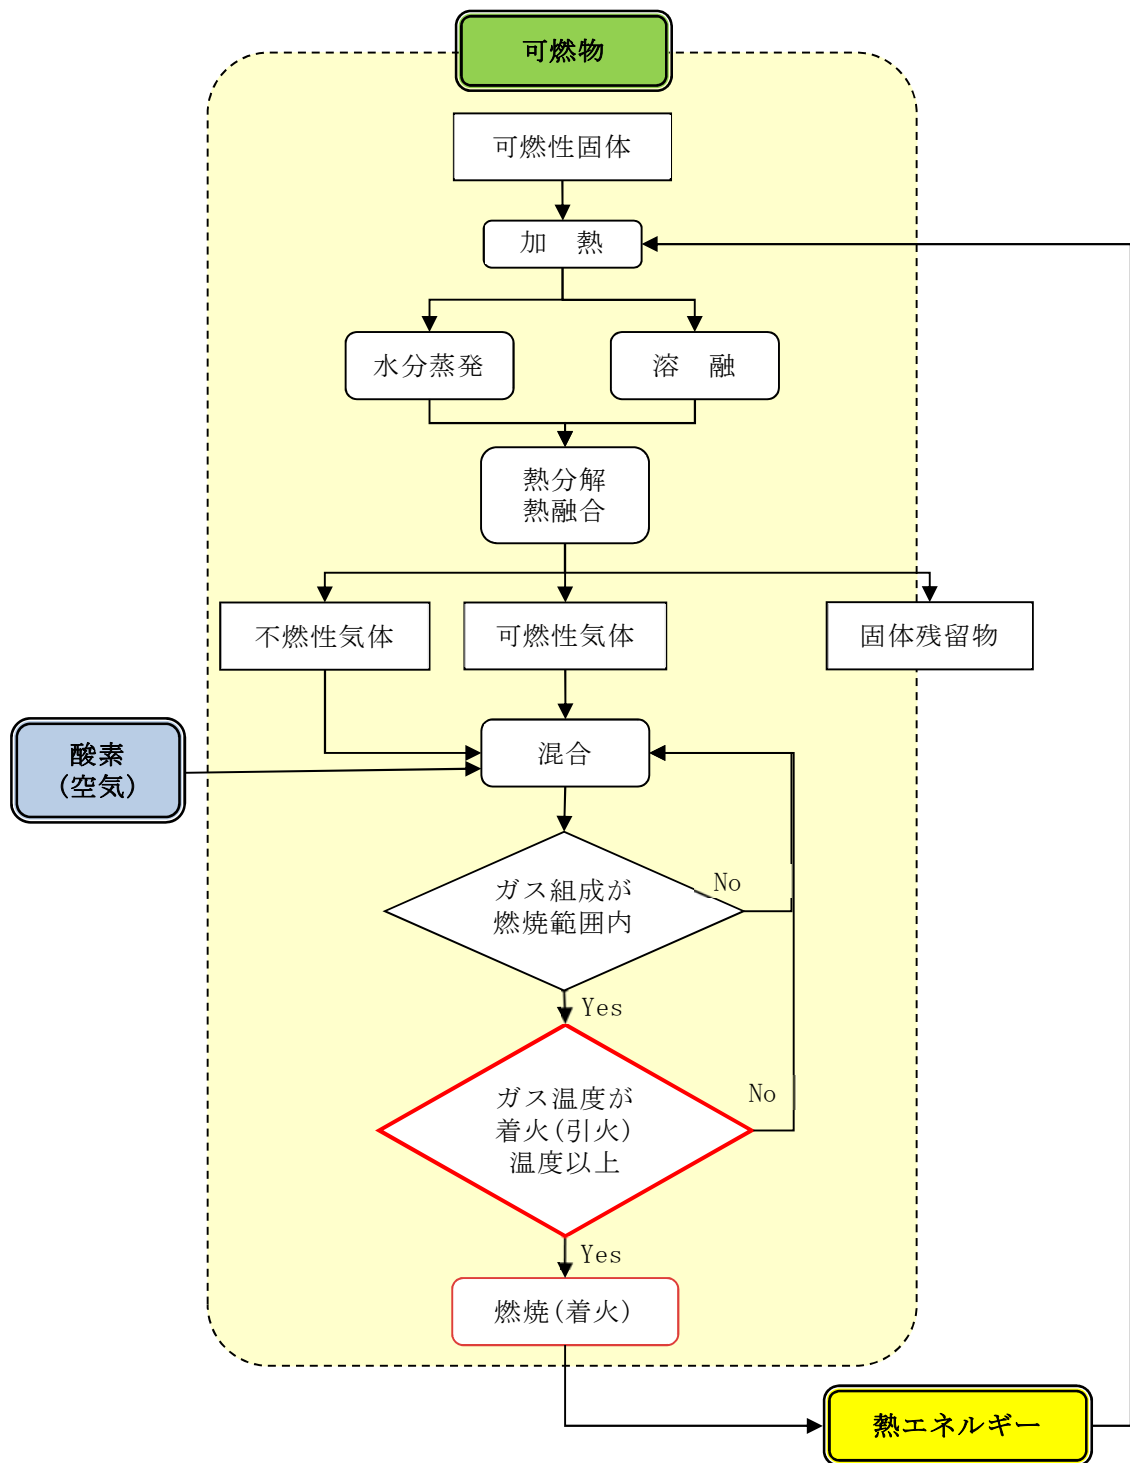 可燃物
可燃性固体
加　熱
水分蒸発
溶　融
熱分解
熱融合
不燃性気体
可燃性気体
固体残留物
酸素
(空気)
混合
ガス組成が
燃焼範囲内
No
Yes
ガス温度が
着火(引火)
温度以上
No
Yes
燃焼(着火)
熱エネルギー